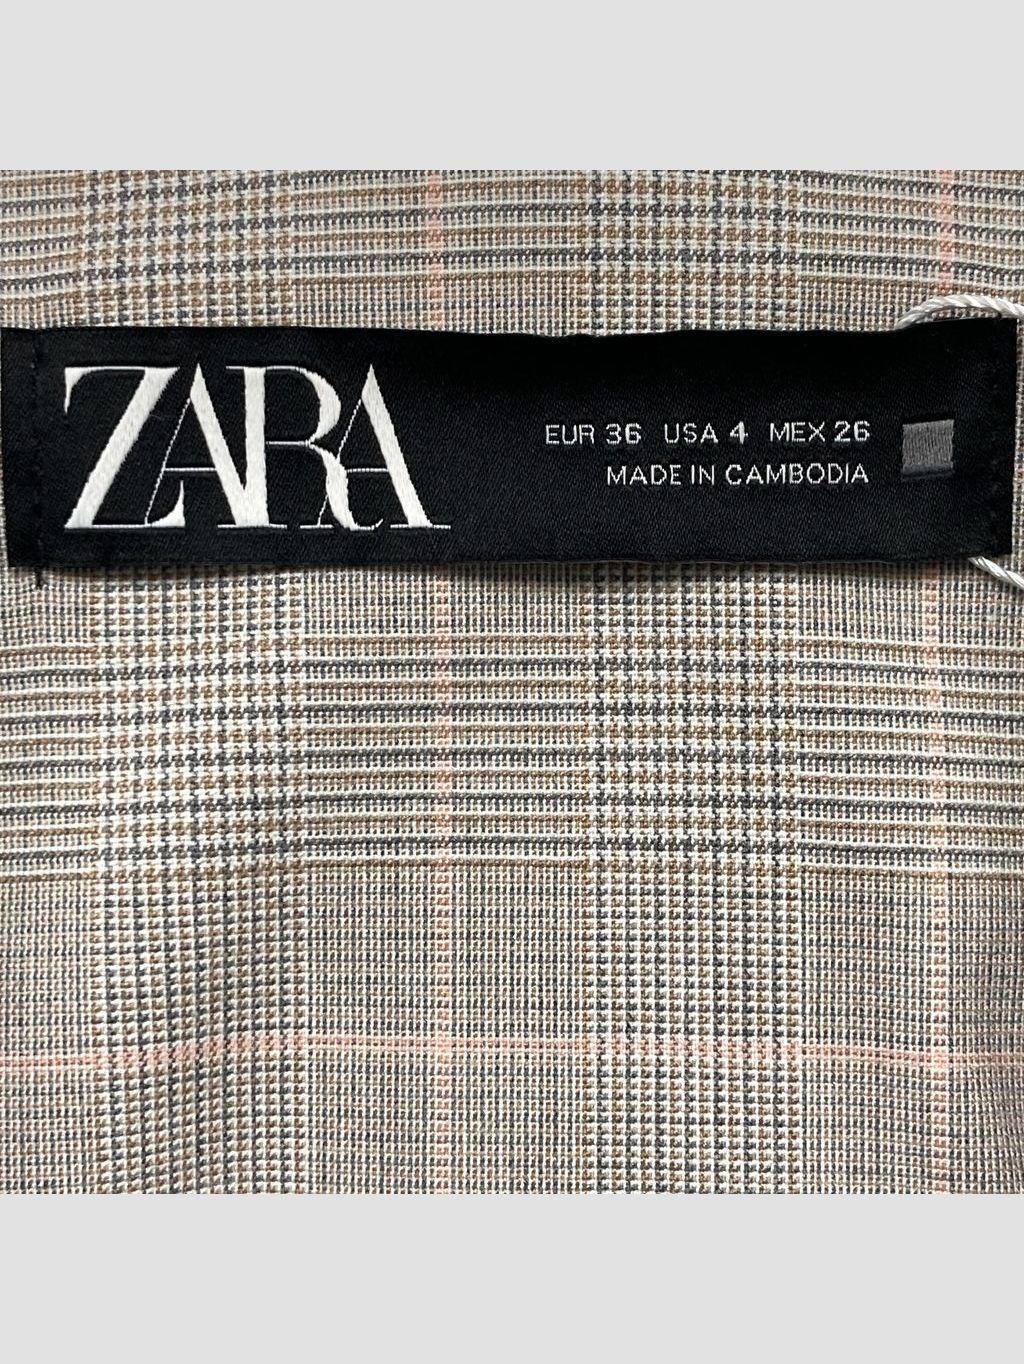 ZARA
EUR 36 USA 4 MEX 26
MADE IN CAMBODIA